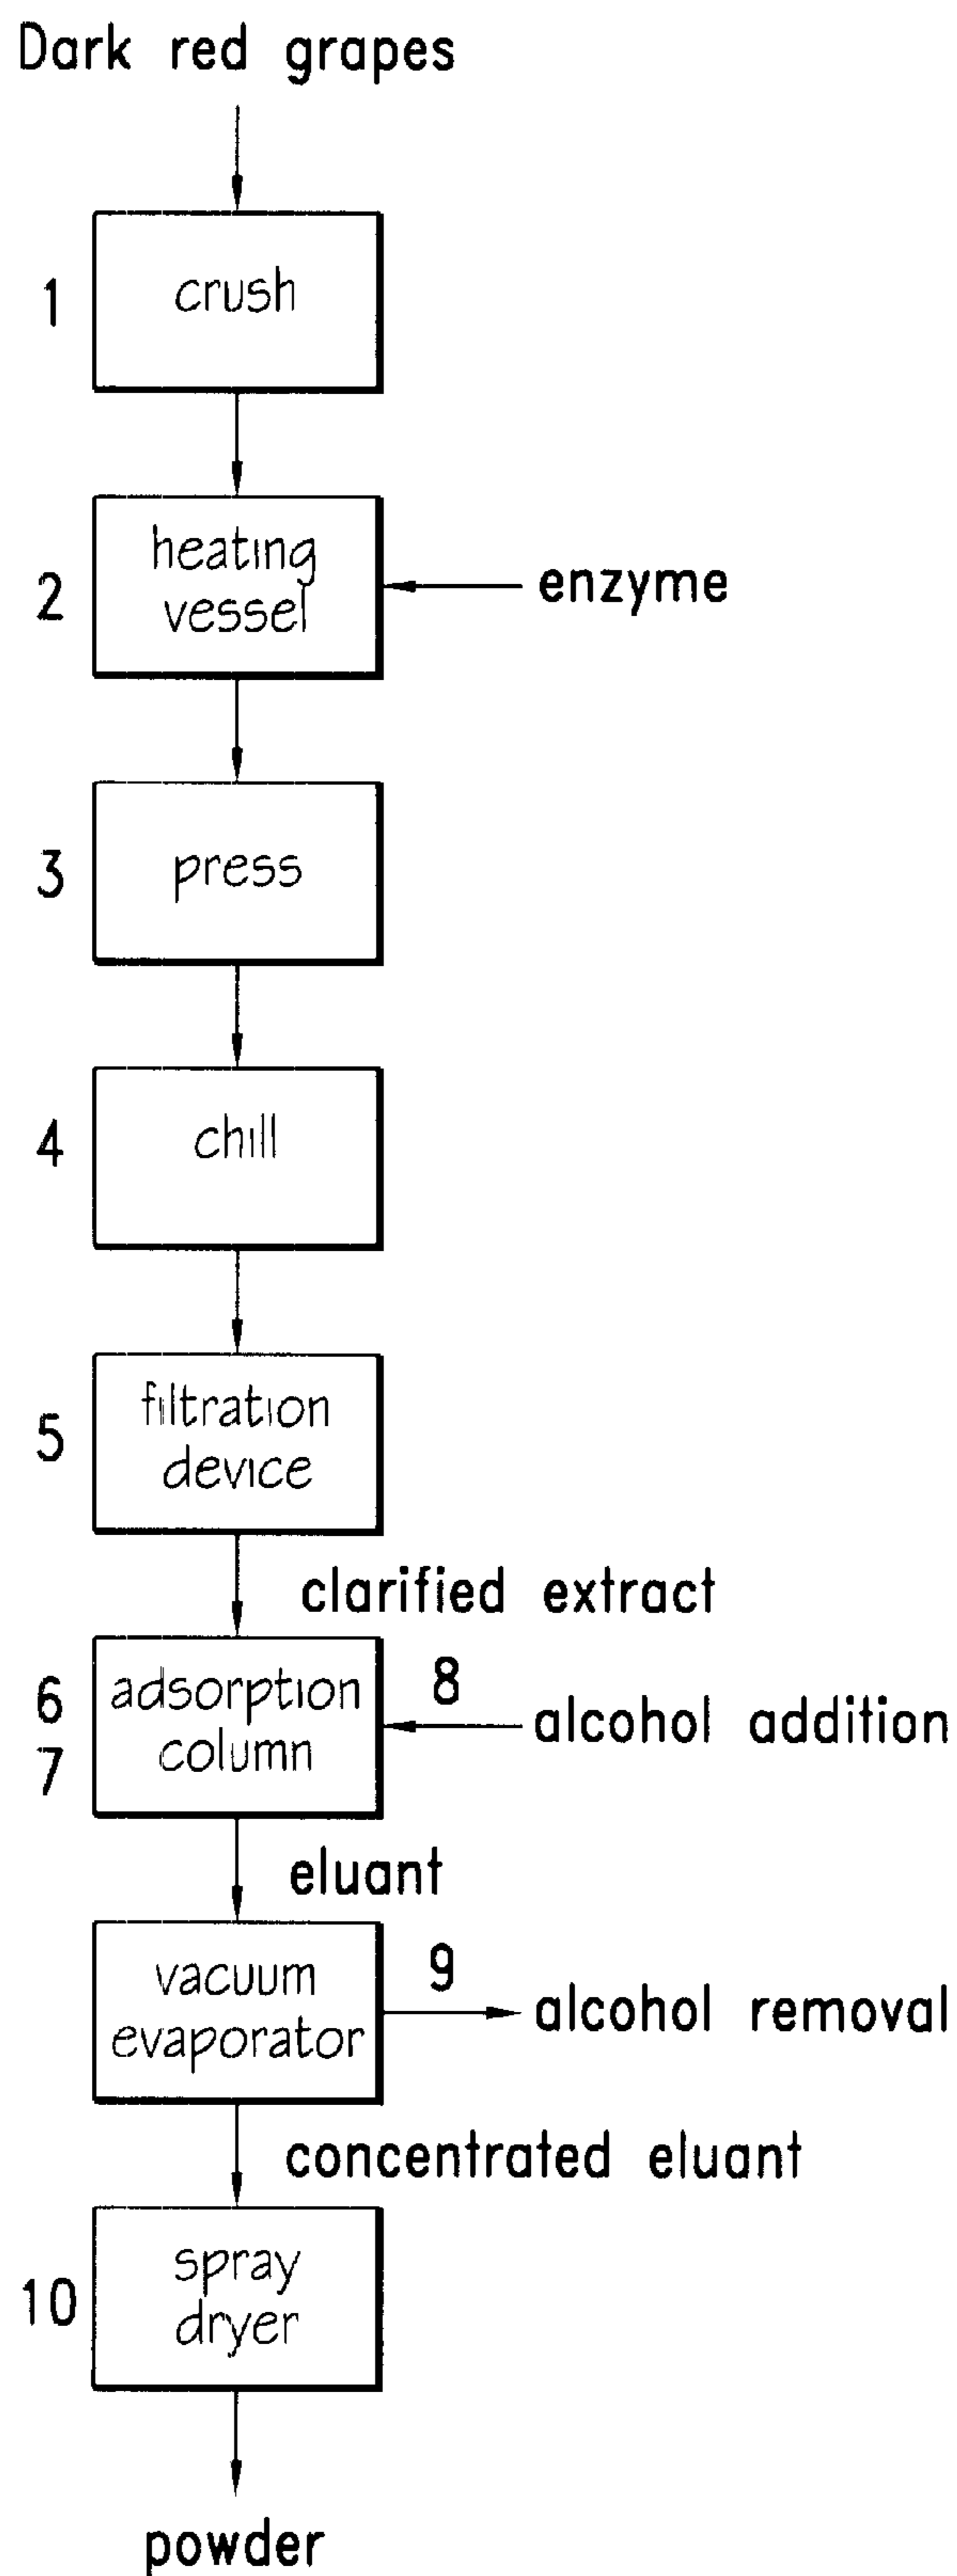 Dark red grapes
1
crush
2
heating
vessel
enzyme
3
press
4
chill
5
filtration
device
clarified extract
6
7
adsorption
column
8
alcohol addition
eluant
vacuum
evaporator
9
alcohol removal
concentrated eluant
10
spray
dryer
powder